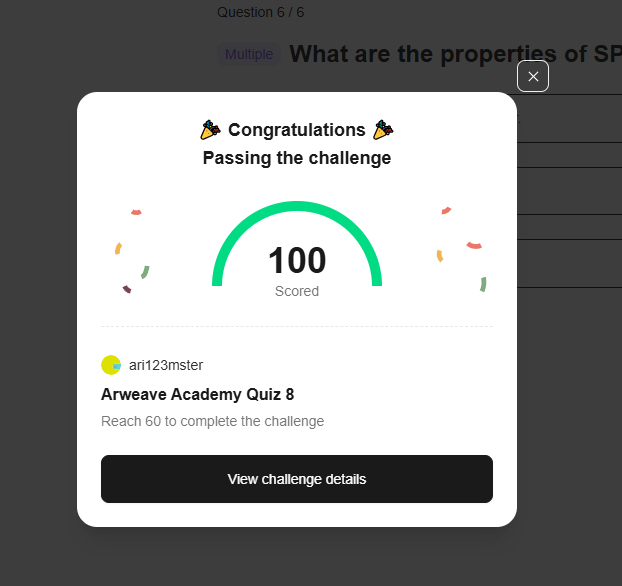 Question 6 / 6
Multiple What are the properties of SP
Congratulations
Passing the challenge
100
Scored
ari123mster
Arweave Academy Quiz 8
Reach 60 to complete the challenge
View challenge details